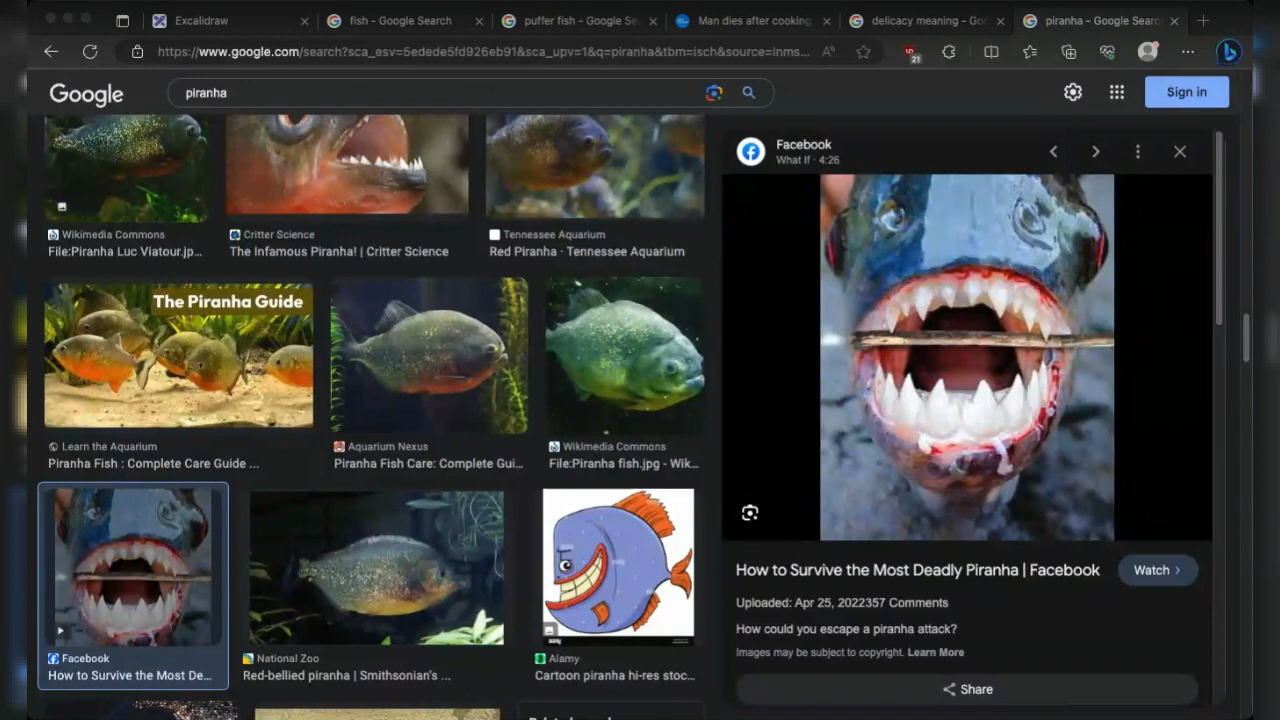 Excalidraw
fish - Google Search
puffer fish - Google Se
Man dies after cooking,
delicacy meaning - Goo
piranha - Google Search
https://www.google.com/search?sca_esv=5edede5fd926eb91&sca_upv=1&q=piranha&tbm=isch&source=lnms...
21
Google
piranha
Sign in
Facebook
What If · 4:26
Wikimedia Commons
File:Piranha Luc Viatour.jp...
Critter Science
The Infamous Piranha! | Critter Science
Tennessee Aquarium
Red Piranha · Tennessee Aquarium
The Piranha Guide
Learn the Aquarium
Piranha Fish : Complete Care Guide ...
Aquarium Nexus
Piranha Fish Care: Complete Gui...
Wikimedia Commons
File:Piranha fish.jpg - Wik...
Facebook
How to Survive the Most De...
National Zoo
Red-bellied piranha | Smithsonian's ...
Alamy
Cartoon piranha hi-res stoc...
How to Survive the Most Deadly Piranha | Facebook
Watch
Uploaded: Apr 25, 2022357 Comments
How could you escape a piranha attack?
Images may be subject to copyright. Learn More
Share